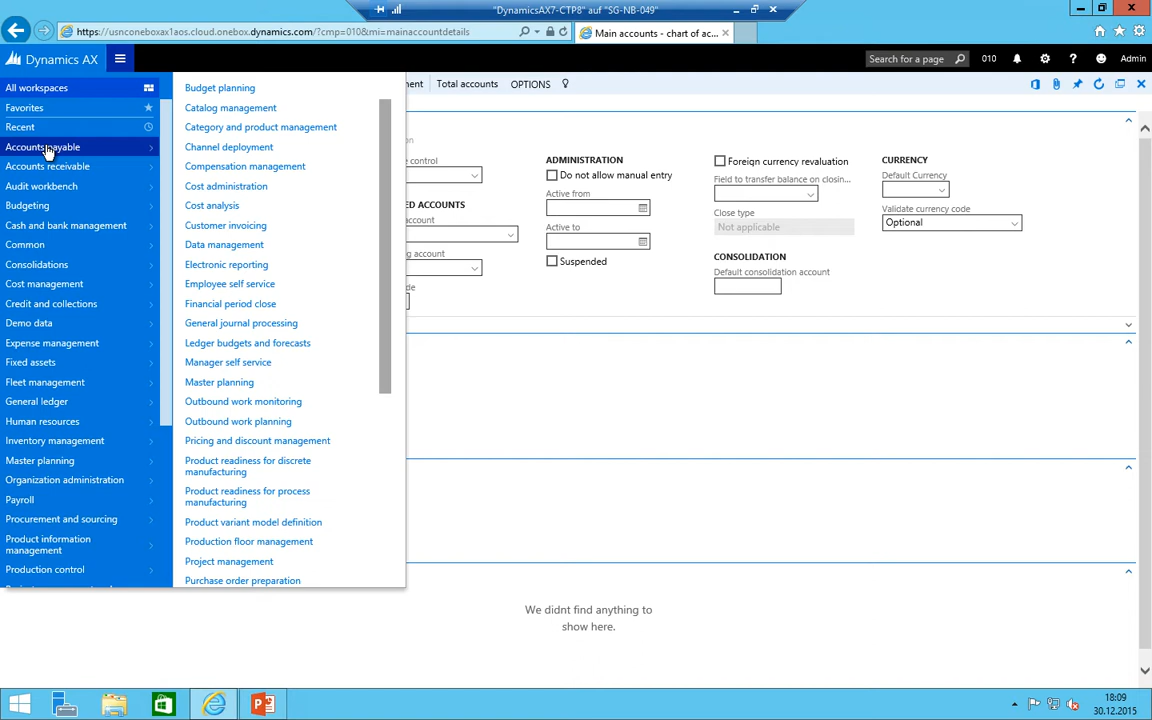 "DynamicsAX7-CTP8" auf "SG-NB-049"
https://usnconeboxax1aos.cloud.onebox.dynamics.com/?cmp=010&mi=mainaccountdetails
Main accounts - chart of ac...
Dynamics AX
Search for a page
010
Admin
All workspaces
Favorites
Recent
Accounts payable
Accounts receivable
Audit workbench
Budgeting
Cash and bank management
Common
Consolidations
Cost management
Credit and collections
Demo data
Expense management
Fixed assets
Fleet management
General ledger
Human resources
Inventory management
Master planning
Organization administration
Payroll
Procurement and sourcing
Product information
management
Production control
Budget planning
Catalog management
Category and product management
Channel deployment
Compensation management
Cost administration
Cost analysis
Customer invoicing
Data management
Electronic reporting
Employee self service
Financial period close
General journal processing
Ledger budgets and forecasts
Manager self service
Master planning
Outbound work monitoring
Outbound work planning
Pricing and discount management
Product readiness for discrete
manufacturing
Product readiness for process
manufacturing
Product variant model definition
Production floor management
Project management
Purchase order preparation
ment
Total accounts
OPTIONS
on
e control
ED ACCOUNTS
account
ng account
de
ADMINISTRATION
Do not allow manual entry
Active from
Active to
Suspended
Foreign currency revaluation
Field to transfer balance on closin...
Close type
Not applicable
CONSOLIDATION
Default consolidation account
CURRENCY
Default Currency
Validate currency code
Optional
We didnt find anything to
show here.
18:09
30.12.2015